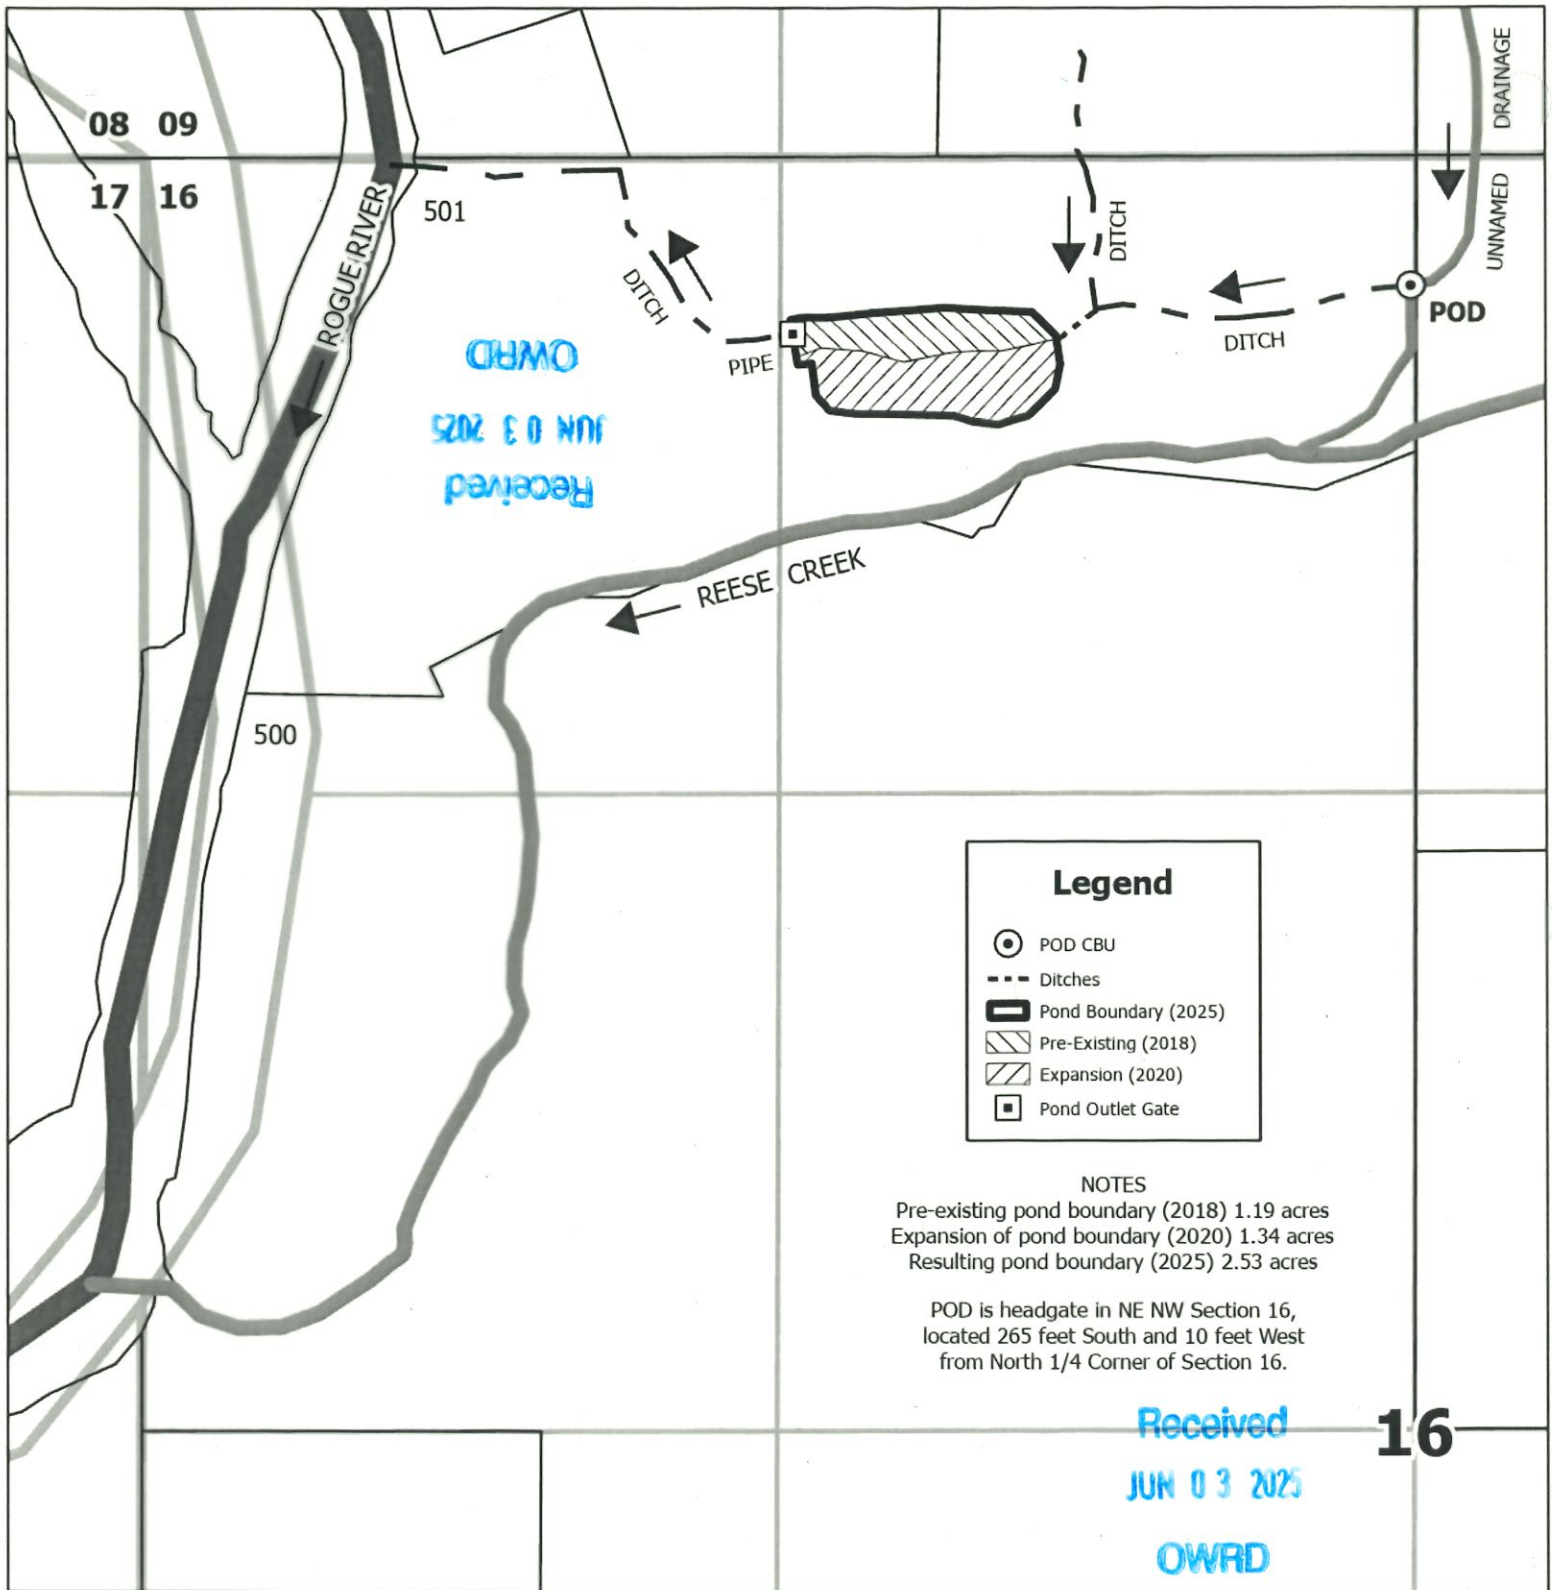 DRAINAGE
UNNAMED
08 09
17 16
501
ROGUE RIVER
DITCH
DITCH
DITCH
POD
PIPE
OWRD
JUN 03 2025
Received
REESE CREEK
500
Legend
POD CBU
Ditches
Pond Boundary (2025)
Pre-Existing (2018)
Expansion (2020)
Pond Outlet Gate
NOTES
Pre-existing pond boundary (2018) 1.19 acres
Expansion of pond boundary (2020) 1.34 acres
Resulting pond boundary (2025) 2.53 acres
POD is headgate in NE NW Section 16,
located 265 feet South and 10 feet West
from North 1/4 Corner of Section 16.
Received
JUN 03 2025
OWRD
16